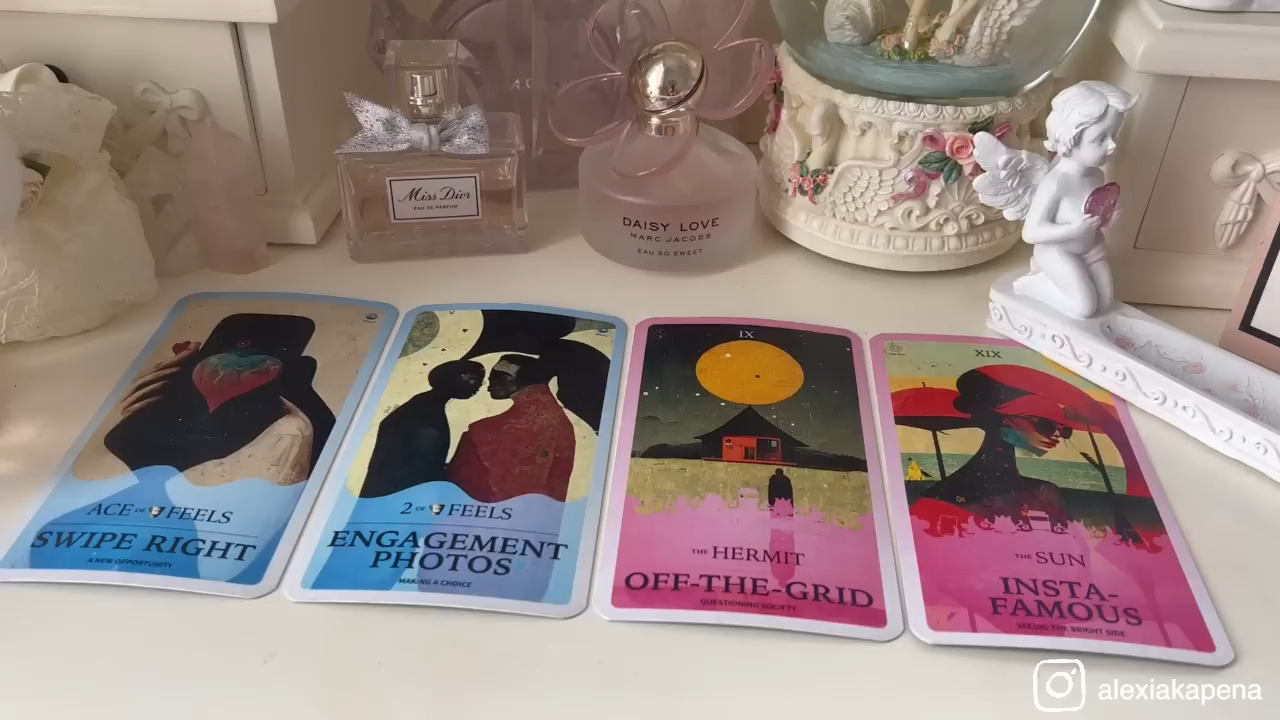 Miss Dior
EAU DE PARFUM
DAISY LOVE
MARC JACOBS
EAU SO SWEET
ACE OF FEELS
SWIPE RIGHT
A NEW OPPORTUNITY
2 OF FEELS
ENGAGEMENT
PHOTOS
MAKING A CHOICE
IX
THE HERMIT
OFF-THE-GRID
QUESTIONING SOCIETY
XIX
THE SUN
INSTA-
FAMOUS
SEEING THE BRIGHT SIDE
alexiakapena